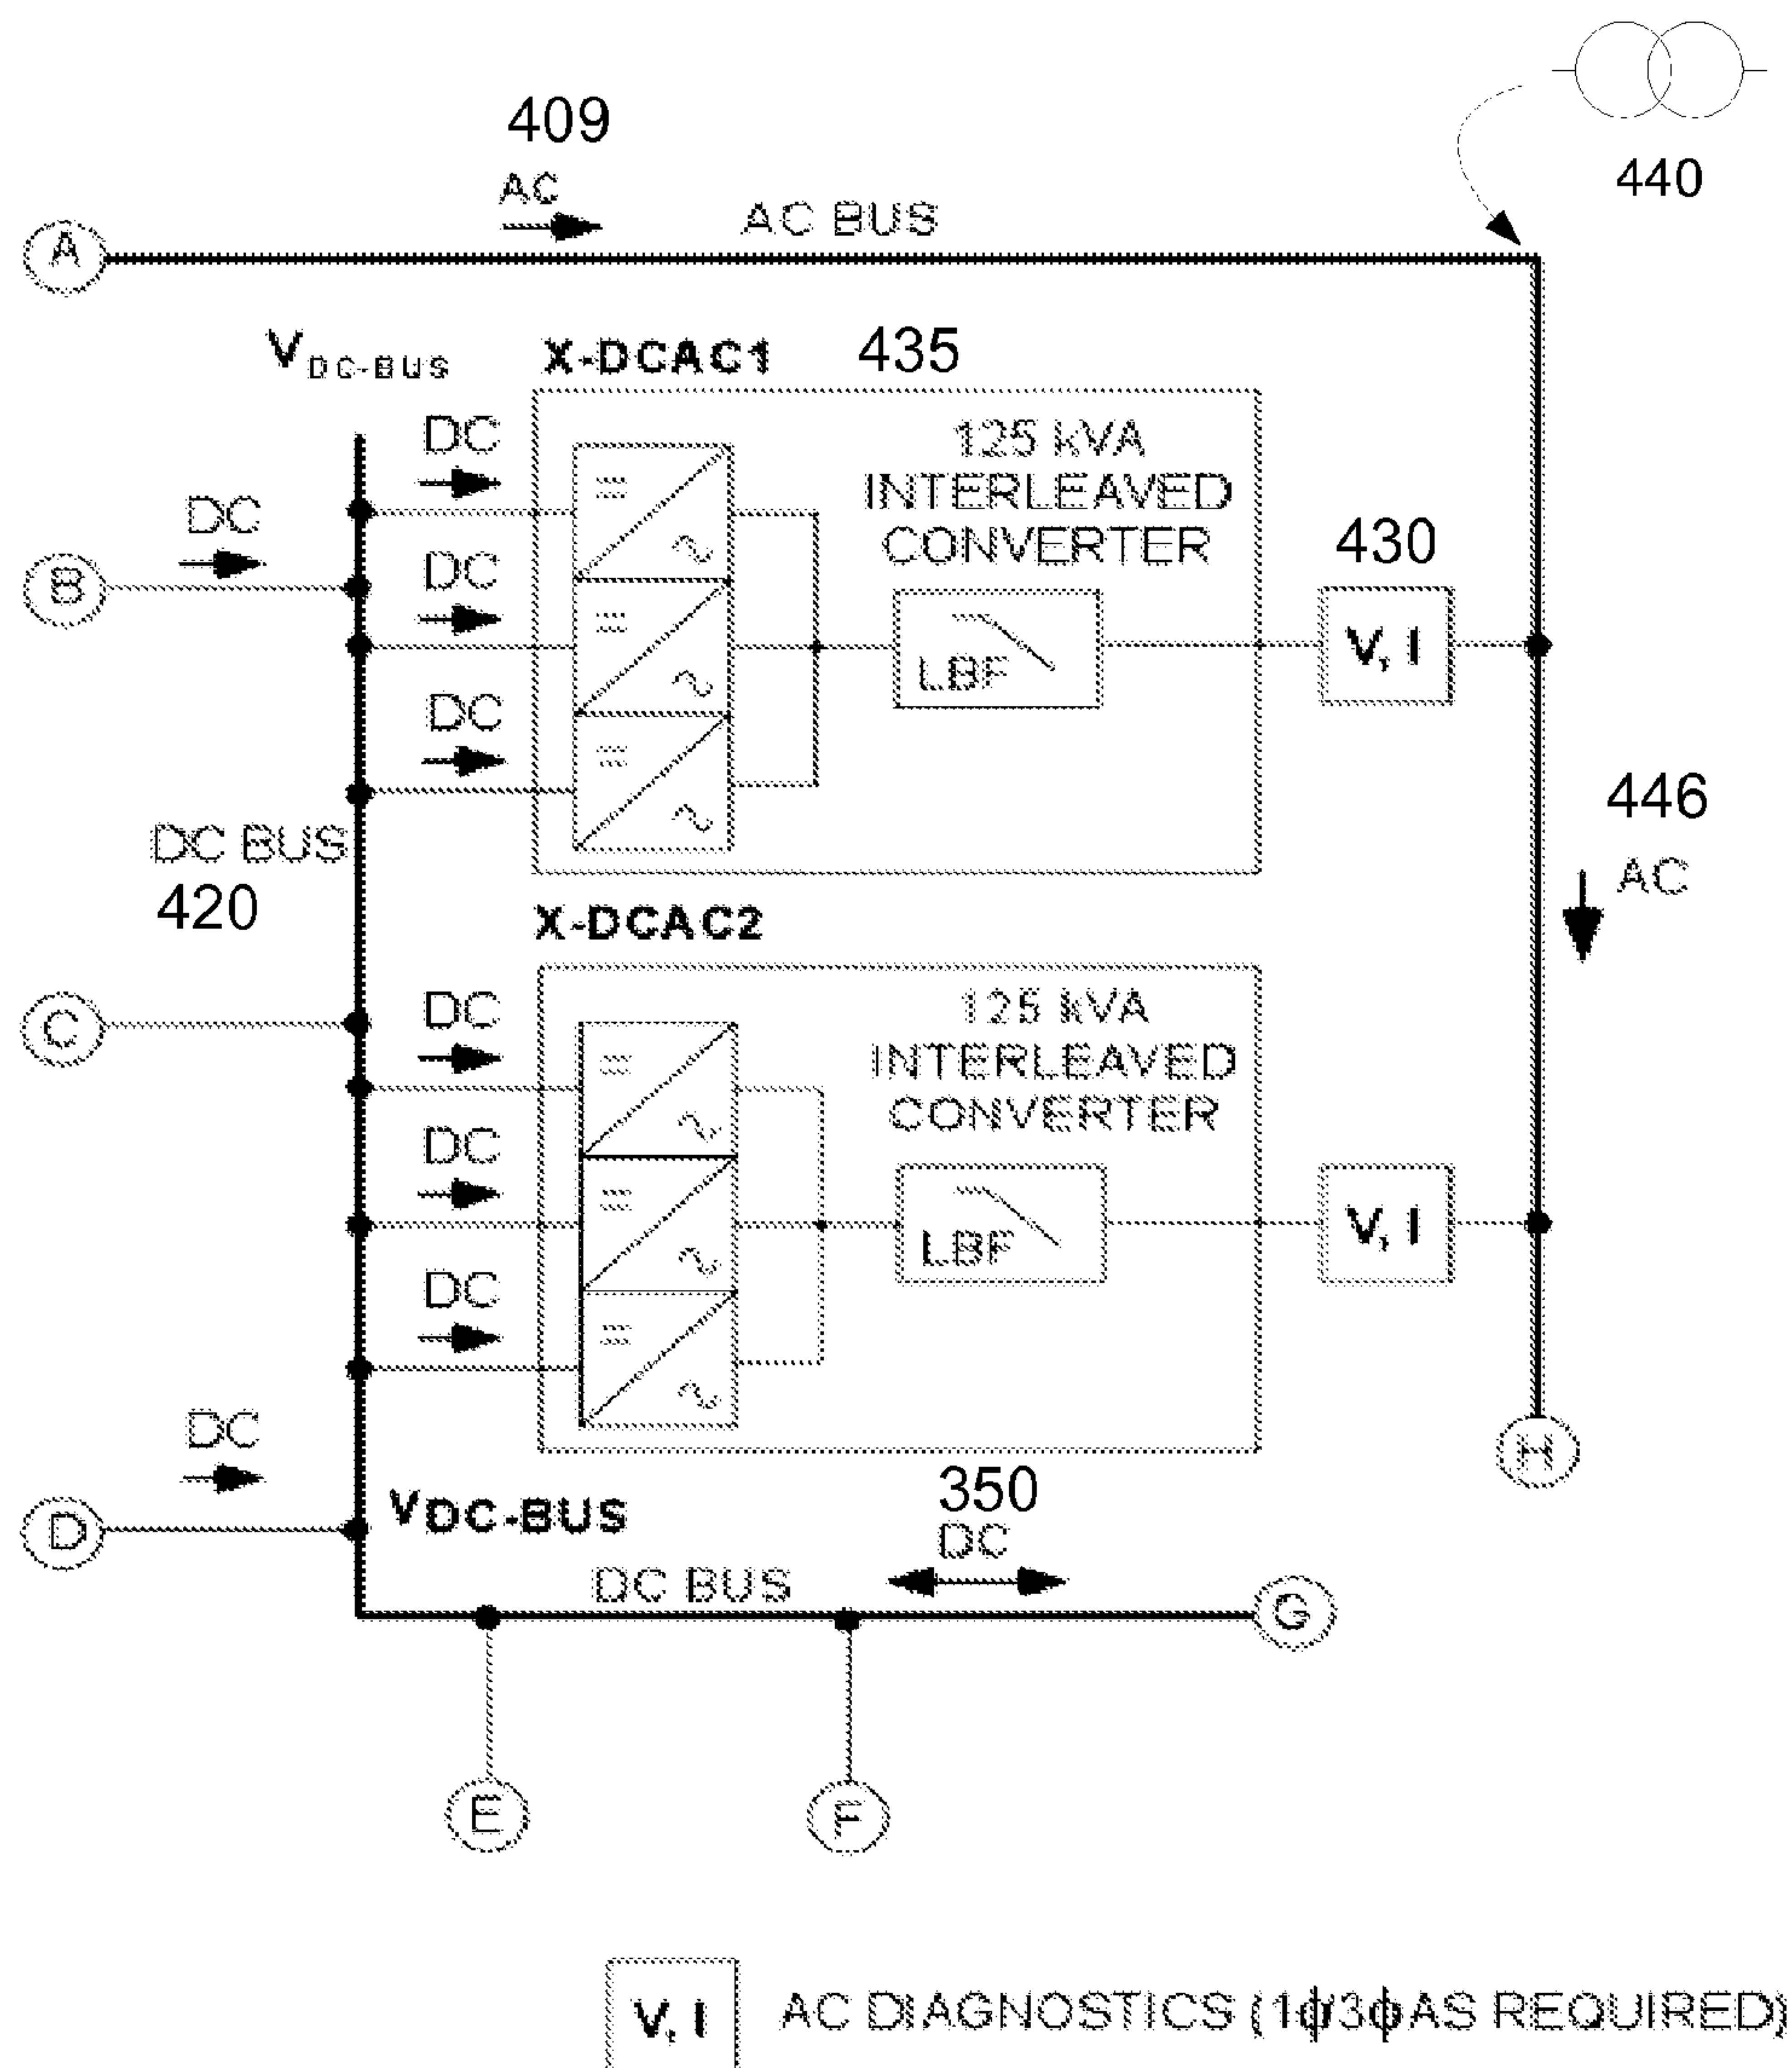 409
AC
AC BUS
440
A
V DC-BUS
X-DCAC1
435
DC
125 kVA
INTERLEAVED
CONVERTER
DC
B
DC
430
LBF
V, I
DC
446
AC
DC BUS
420
X-DCAC2
C
DC
125 kVA
INTERLEAVED
CONVERTER
DC
LBF
V, I
DC
DC
H
D
VDC-BUS
350
DC
DC BUS
G
E
F
V, I
AC DIAGNOSTICS (1ϕ/3ϕ AS REQUIRED)